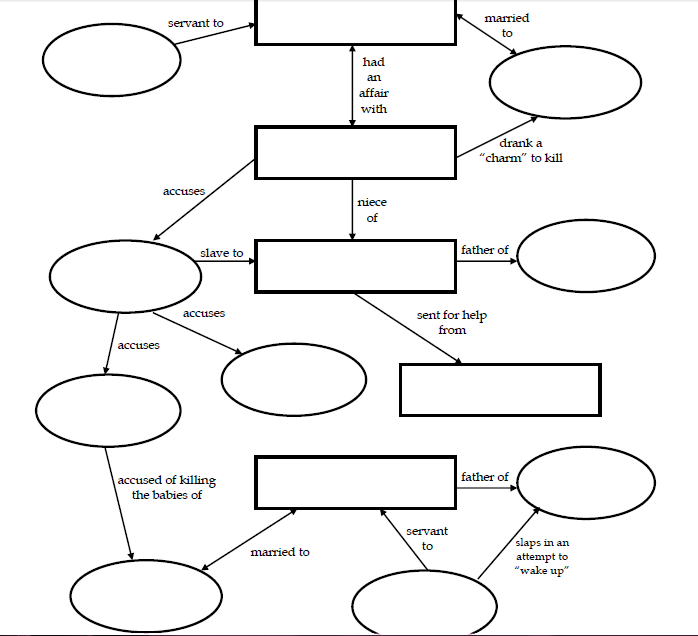 servant to
married
to
had
an
affair
with
drank a
“charm” to kill
accuses
niece
of
slave to
father of
accuses
sent for help
from
accuses
accused of killing
the babies of
father of
servant
to
married to
slaps in an
attempt to
“wake up”